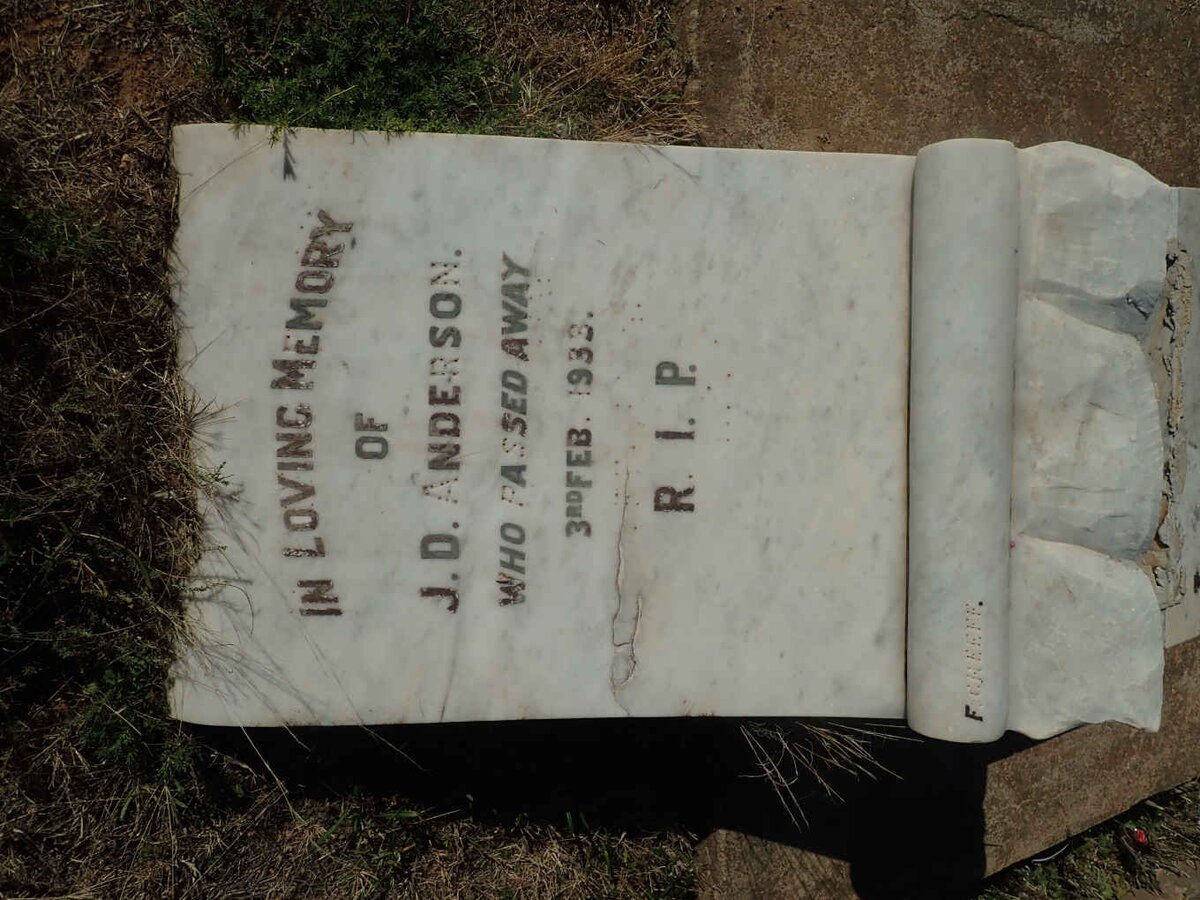 IN LOVING MEMORY
OF
J. D. ANDERSON.
WHO PASSED AWAY
3RD FEB. 1933.
R. I. P.